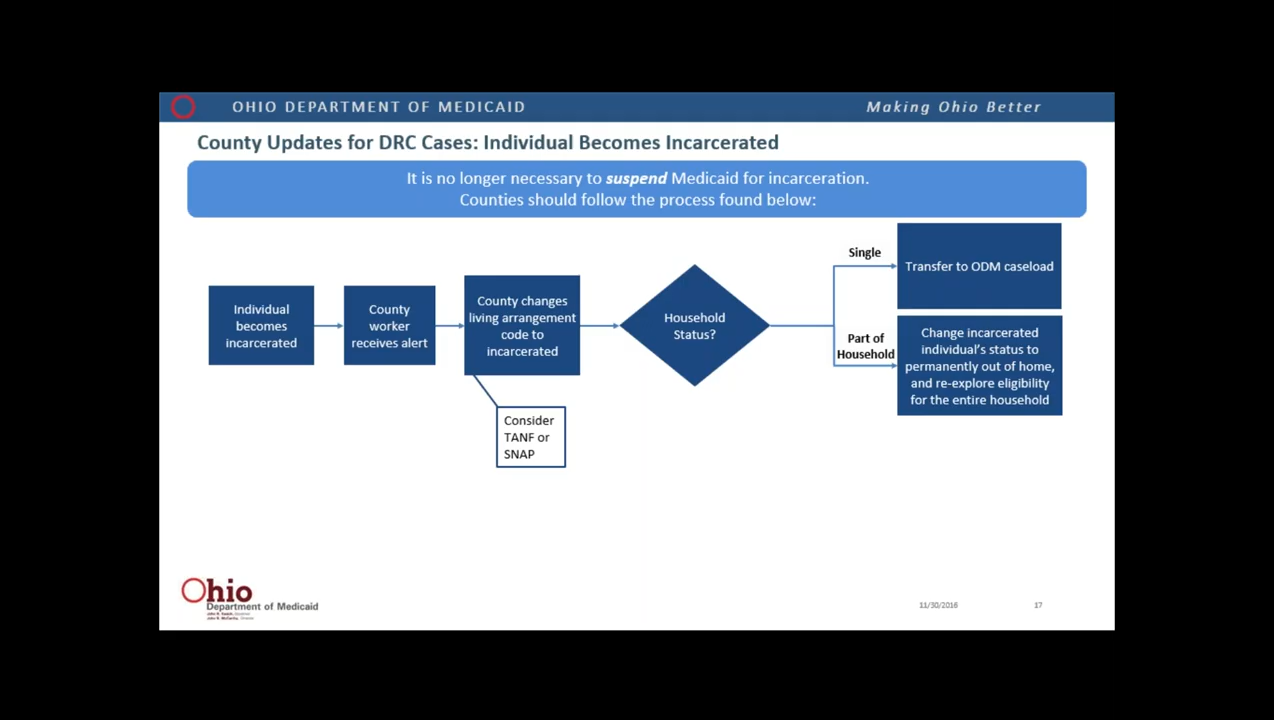 OHIO DEPARTMENT OF MEDICAID
Making Ohio Better
County Updates for DRC Cases: Individual Becomes Incarcerated
It is no longer necessary to suspend Medicaid for incarceration.
Counties should follow the process found below:
Individual
becomes
incarcerated
County
worker
receives alert
County changes
living arrangement
code to
incarcerated
Consider
TANF or
SNAP
Household
Status?
Single
Transfer to ODM caseload
Part of
Household
Change incarcerated
individual's status to
permanently out of home,
and re-explore eligibility
for the entire household
Ohio
Department of Medicaid
11/30/2016
17